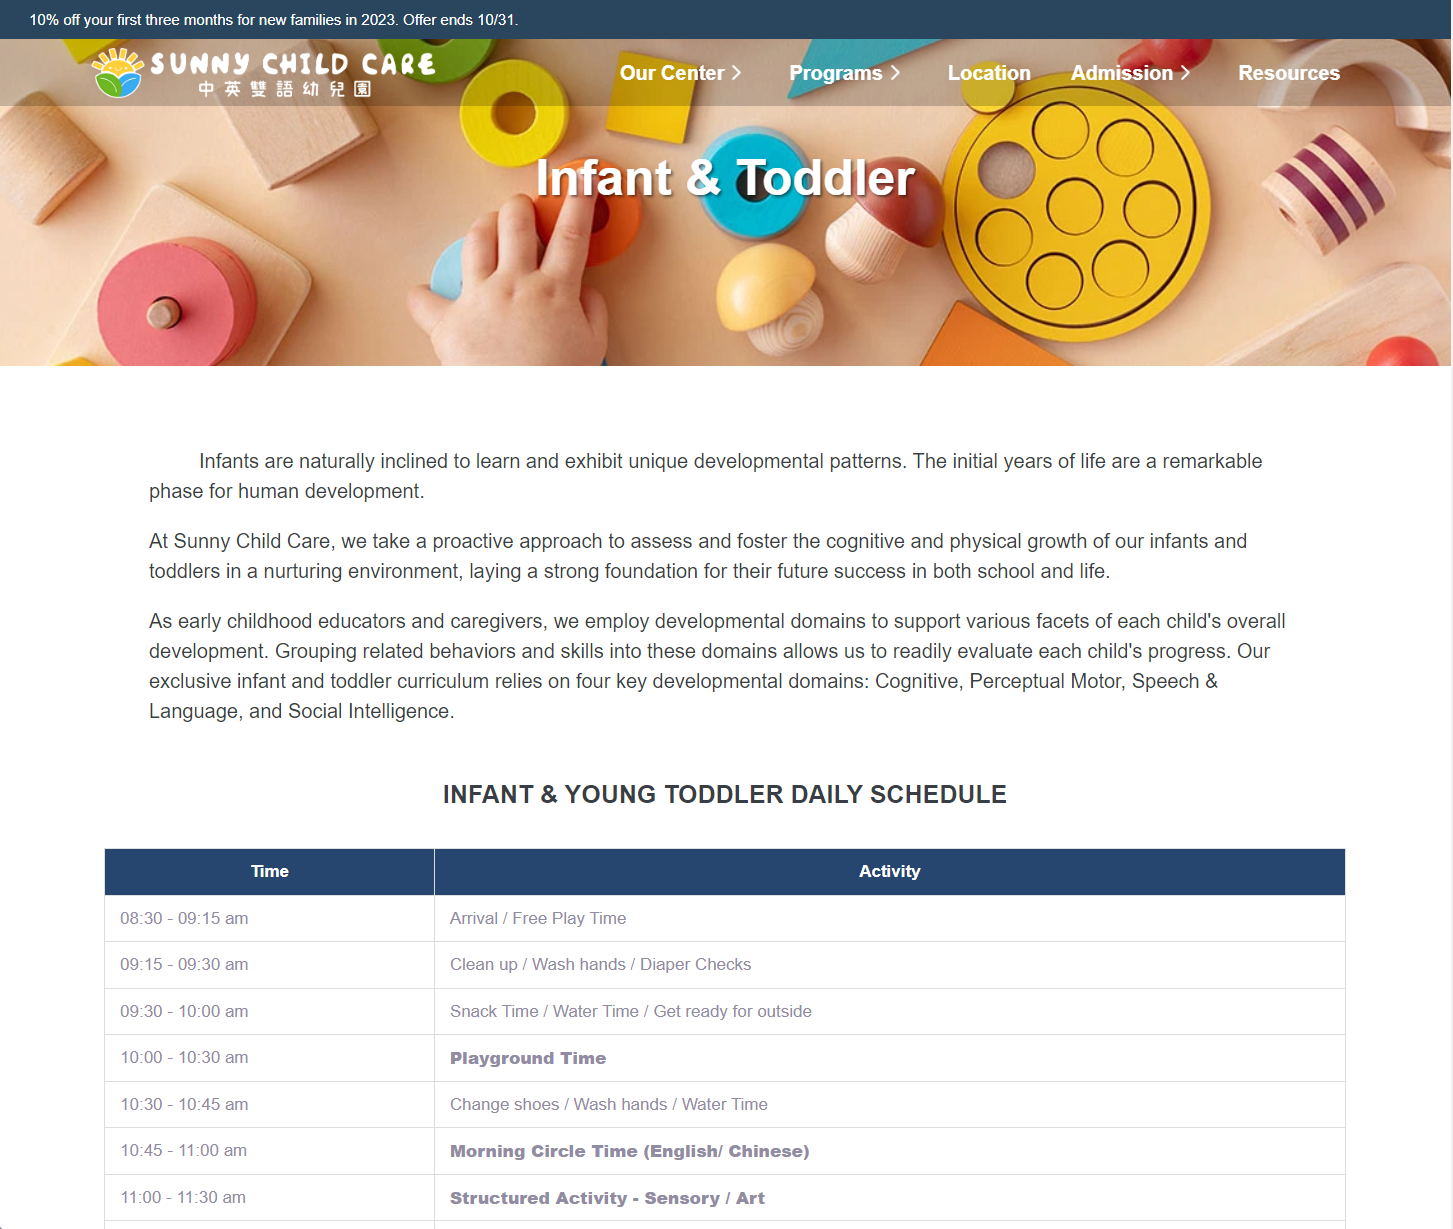 10% off your first three months for new families in 2023. Offer ends 10/31.
SUNNY CHILD CARE
中英雙語幼兒園
Our Center
Programs
Location
Admission
Resources
Infant & Toddler
Infants are naturally inclined to learn and exhibit unique developmental patterns. The initial years of life are a remarkable
phase for human development.
At Sunny Child Care, we take a proactive approach to assess and foster the cognitive and physical growth of our infants and
toddlers in a nurturing environment, laying a strong foundation for their future success in both school and life.
As early childhood educators and caregivers, we employ developmental domains to support various facets of each child's overall
development. Grouping related behaviors and skills into these domains allows us to readily evaluate each child's progress. Our
exclusive infant and toddler curriculum relies on four key developmental domains: Cognitive, Perceptual Motor, Speech &
Language, and Social Intelligence.
INFANT & YOUNG TODDLER DAILY SCHEDULE
Time Activity
08:30 - 09:15 am Arrival / Free Play Time
09:15 - 09:30 am Clean up / Wash hands / Diaper Checks
09:30 - 10:00 am Snack Time / Water Time / Get ready for outside
10:00 - 10:30 am Playground Time
10:30 - 10:45 am Change shoes / Wash hands / Water Time
10:45 - 11:00 am Morning Circle Time (English/ Chinese)
11:00 - 11:30 am Structured Activity - Sensory / Art